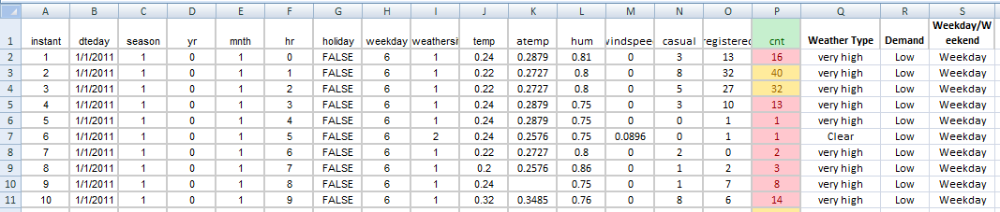 A B C D E F G H I J K L M N O P Q R S
1 instant dteday season yr mnth hr holiday weekday weathersi temp atemp hum windspeed casual registered cnt Weather Type Demand Weekday/W
eekend
2 1 1/1/2011 1 0 1 0 FALSE 6 1 0.24 0.2879 0.81 0 3 13 16 very high Low Weekday
3 2 1/1/2011 1 0 1 1 FALSE 6 1 0.22 0.2727 0.8 0 8 32 40 very high Low Weekday
4 3 1/1/2011 1 0 1 2 FALSE 6 1 0.22 0.2727 0.8 0 5 27 32 very high Low Weekday
5 4 1/1/2011 1 0 1 3 FALSE 6 1 0.24 0.2879 0.75 0 3 10 13 very high Low Weekday
6 5 1/1/2011 1 0 1 4 FALSE 6 1 0.24 0.2879 0.75 0 0 1 1 very high Low Weekday
7 6 1/1/2011 1 0 1 5 FALSE 6 2 0.24 0.2576 0.75 0.0896 0 1 1 Clear Low Weekday
8 7 1/1/2011 1 0 1 6 FALSE 6 1 0.22 0.2727 0.8 0 2 0 2 very high Low Weekday
9 8 1/1/2011 1 0 1 7 FALSE 6 1 0.2 0.2576 0.86 0 1 2 3 very high Low Weekday
10 9 1/1/2011 1 0 1 8 FALSE 6 1 0.24 0.75 0 1 7 8 very high Low Weekday
11 10 1/1/2011 1 0 1 9 FALSE 6 1 0.32 0.3485 0.76 0 8 6 14 very high Low Weekday